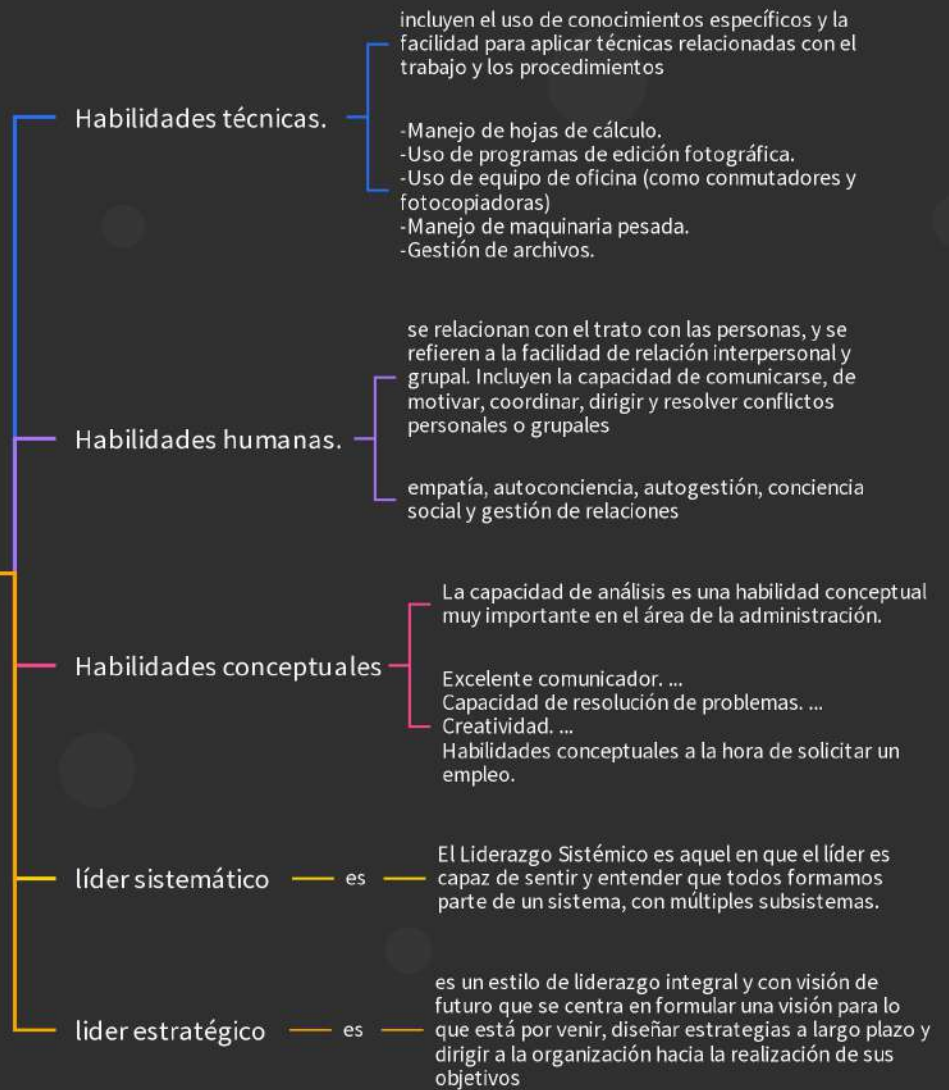 incluyen el uso de conocimientos específicos y la
facilidad para aplicar técnicas relacionadas con el
trabajo y los procedimientos
Habilidades técnicas.
-Manejo de hojas de cálculo.
-Uso de programas de edición fotográfica.
-Uso de equipo de oficina (como conmutadores y
fotocopiadoras)
-Manejo de maquinaria pesada.
-Gestión de archivos.
se relacionan con el trato con las personas, y se
refieren a la facilidad de relación interpersonal y
grupal. Incluyen la capacidad de comunicarse, de
motivar, coordinar, dirigir y resolver conflictos
personales o grupales
Habilidades humanas.
empatía, autoconciencia, autogestión, conciencia
social y gestión de relaciones
La capacidad de análisis es una habilidad conceptual
muy importante en el área de la administración.
Habilidades conceptuales
Excelente comunicador. ...
Capacidad de resolución de problemas. ...
Creatividad. ...
Habilidades conceptuales a la hora de solicitar un
empleo.
líder sistemático
es
El Liderazgo Sistémico es aquel en que el líder es
capaz de sentir y entender que todos formamos
parte de un sistema, con múltiples subsistemas.
lider estratégico
es
es un estilo de liderazgo integral y con visión de
futuro que se centra en formular una visión para lo
que está por venir, diseñar estrategias a largo plazo y
dirigir a la organización hacia la realización de sus
objetivos